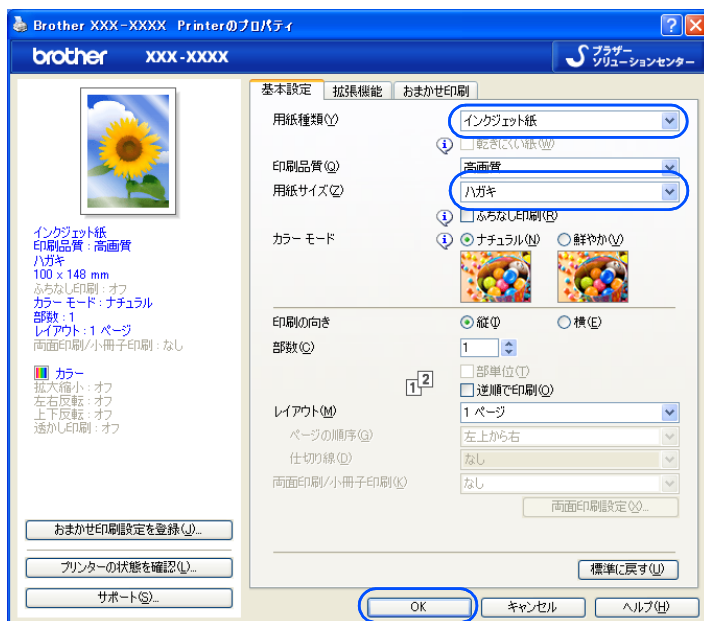 Brother XXX-XXXX Printerのプロパティ
brother XXX-XXXX
ブラザー
ソリューションセンター
基本設定 拡張機能 おまかせ印刷
用紙種類(Y) インクジェット紙
乾きにくい紙(W)
印刷品質(Q) 高画質
用紙サイズ(Z) ハガキ
ふちなし印刷(R)
カラー モード ナチュラル(N) 鮮やか(V)
印刷の向き 縦(I) 横(E)
部数(C) 1
部単位(T)
12
逆順で印刷(O)
レイアウト(M) 1 ページ
ページの順序(G) 左上から右
仕切り線(D) なし
両面印刷/小冊子印刷(K) なし
両面印刷設定(X)...
標準に戻す(U)
インクジェット紙
印刷品質 : 高画質
ハガキ
100 x 148 mm
ふちなし印刷 : オフ
カラー モード : ナチュラル
部数 : 1
レイアウト : 1 ページ
両面印刷/小冊子印刷 : なし
カラー
拡大縮小 : オフ
左右反転 : オフ
上下反転 : オフ
透かし印刷 : オフ
おまかせ印刷設定を登録(J)...
プリンターの状態を確認(L)...
サポート(S)...
OK キャンセル ヘルプ(H)